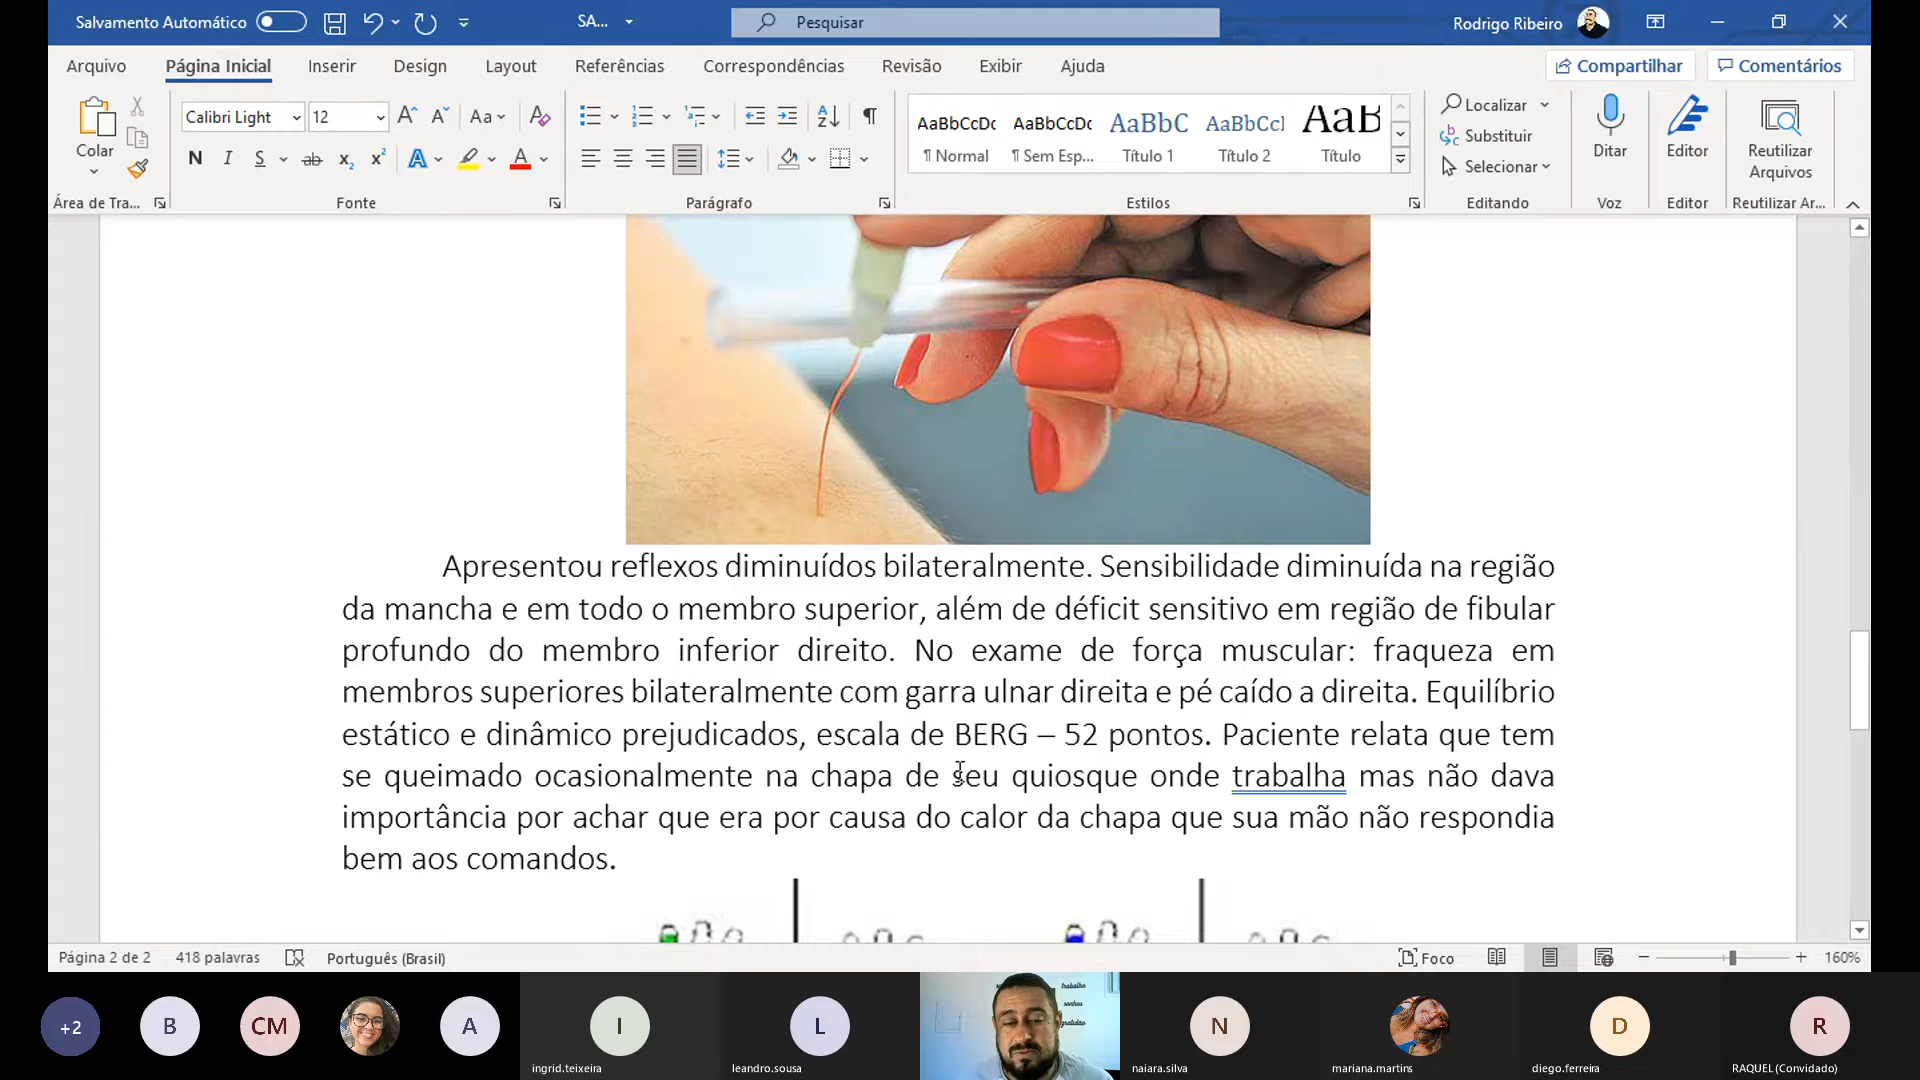 Salvamento Automático
SA...
Pesquisar
Rodrigo Ribeiro
Arquivo
Página Inicial
Inserir
Design
Layout
Referências
Correspondências
Revisão
Exibir
Ajuda
Compartilhar
Comentários
Colar
Calibri Light
12
Aa
N I S ab x₂ x² A A
AaBbCcDc
¶ Normal
AaBbCcDc
¶ Sem Esp...
AaBbC
Título 1
AaBbCcI
Título 2
AaB
Título
Localizar
Substituir
Selecionar
Ditar
Editor
Reutilizar
Arquivos
Área de Tra...
Fonte
Parágrafo
Estilos
Editando
Voz
Editor
Reutilizar Ar...
Apresentou reflexos diminuídos bilateralmente. Sensibilidade diminuída na região
da mancha e em todo o membro superior, além de déficit sensitivo em região de fibular
profundo do membro inferior direito. No exame de força muscular: fraqueza em
membros superiores bilateralmente com garra ulnar direita e pé caído a direita. Equilíbrio
estático e dinâmico prejudicados, escala de BERG – 52 pontos. Paciente relata que tem
se queimado ocasionalmente na chapa de seu quiosque onde trabalha mas não dava
importância por achar que era por causa do calor da chapa que sua mão não respondia
bem aos comandos.
Página 2 de 2
418 palavras
Português (Brasil)
Foco
160%
+2
B
CM
A
I
ingrid.teixeira
L
leandro.sousa
trabalho
sonhos
gratidão
N
naiara.silva
mariana.martins
D
diego.ferreira
R
RAQUEL (Convidado)